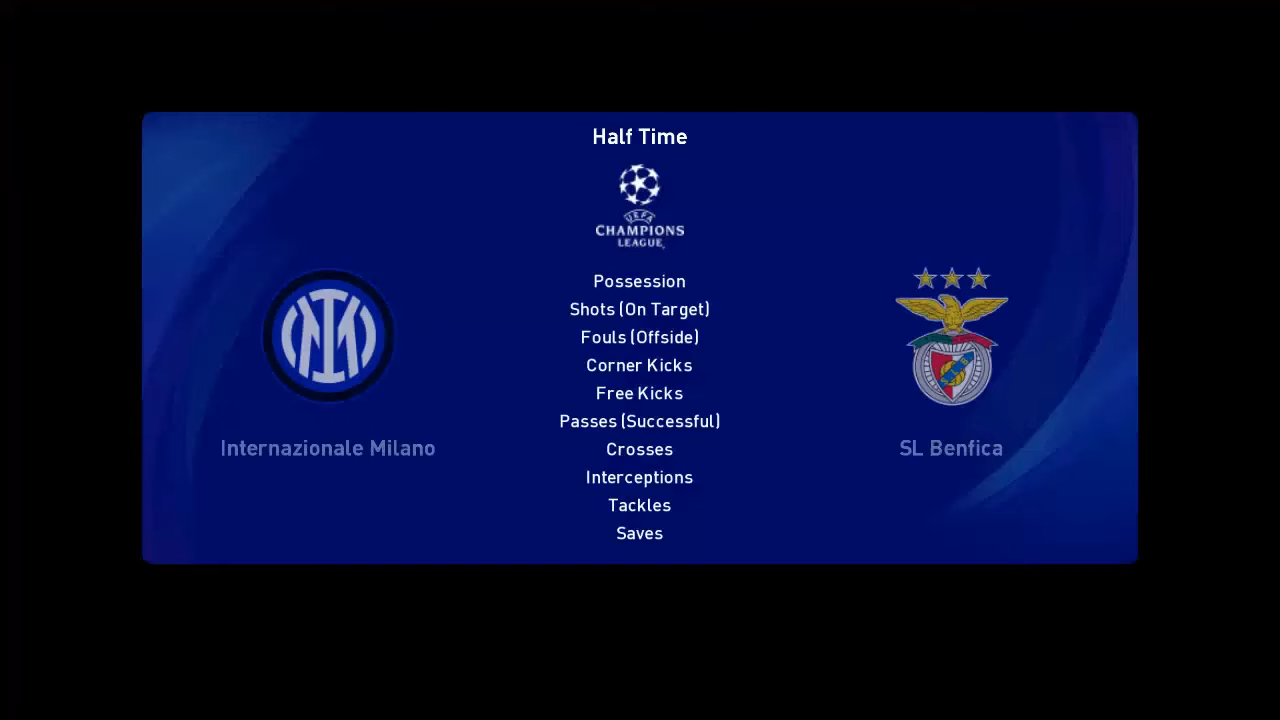 Half Time
UEFA
CHAMPIONS
LEAGUE
Possession
Shots (On Target)
Fouls (Offside)
Corner Kicks
Free Kicks
Passes (Successful)
Crosses
Interceptions
Tackles
Saves
Internazionale Milano
SL Benfica